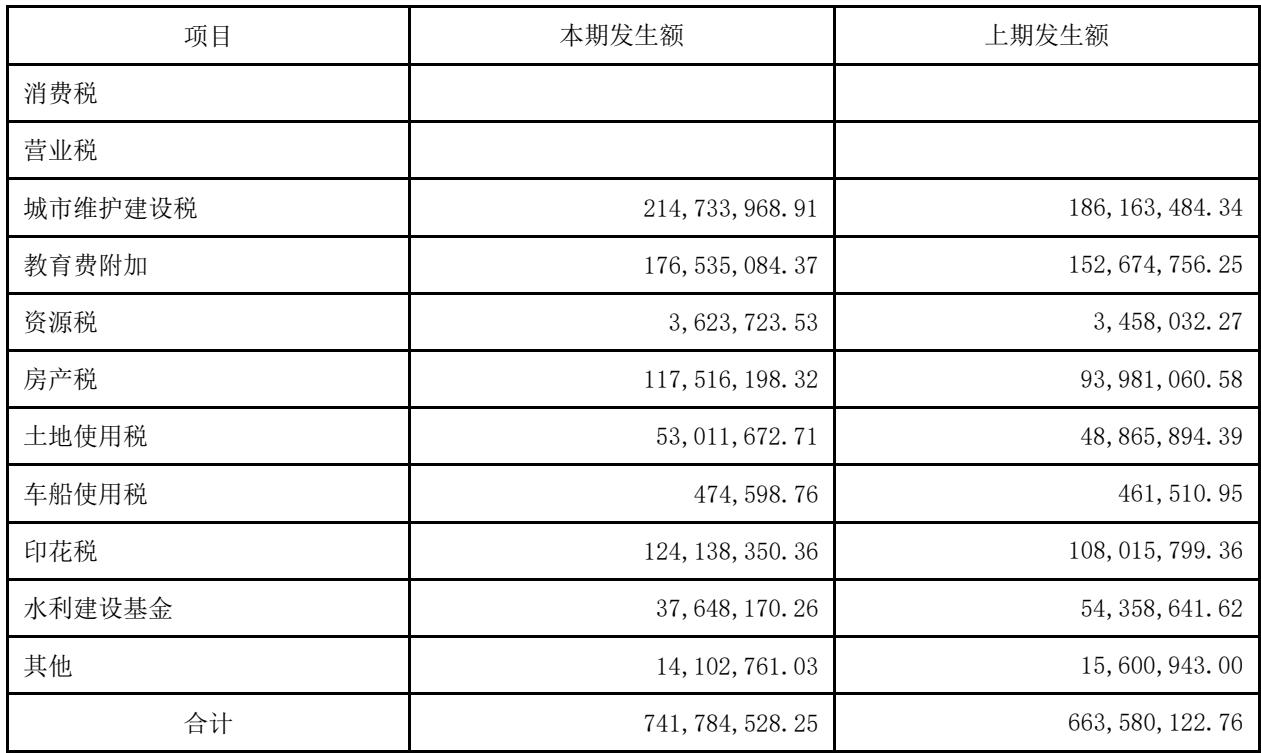 项目 本期发生额 上期发生额
消费税
营业税
城市维护建设税 214,733,968.91 186,163,484.34
教育费附加 176,535,084.37 152,674,756.25
资源税 3,623,723.53 3,458,032.27
房产税 117,516,198.32 93,981,060.58
土地使用税 53,011,672.71 48,865,894.39
车船使用税 474,598.76 461,510.95
印花税 124,138,350.36 108,015,799.36
水利建设基金 37,648,170.26 54,358,641.62
其他 14,102,761.03 15,600,943.00
合计 741,784,528.25 663,580,122.76